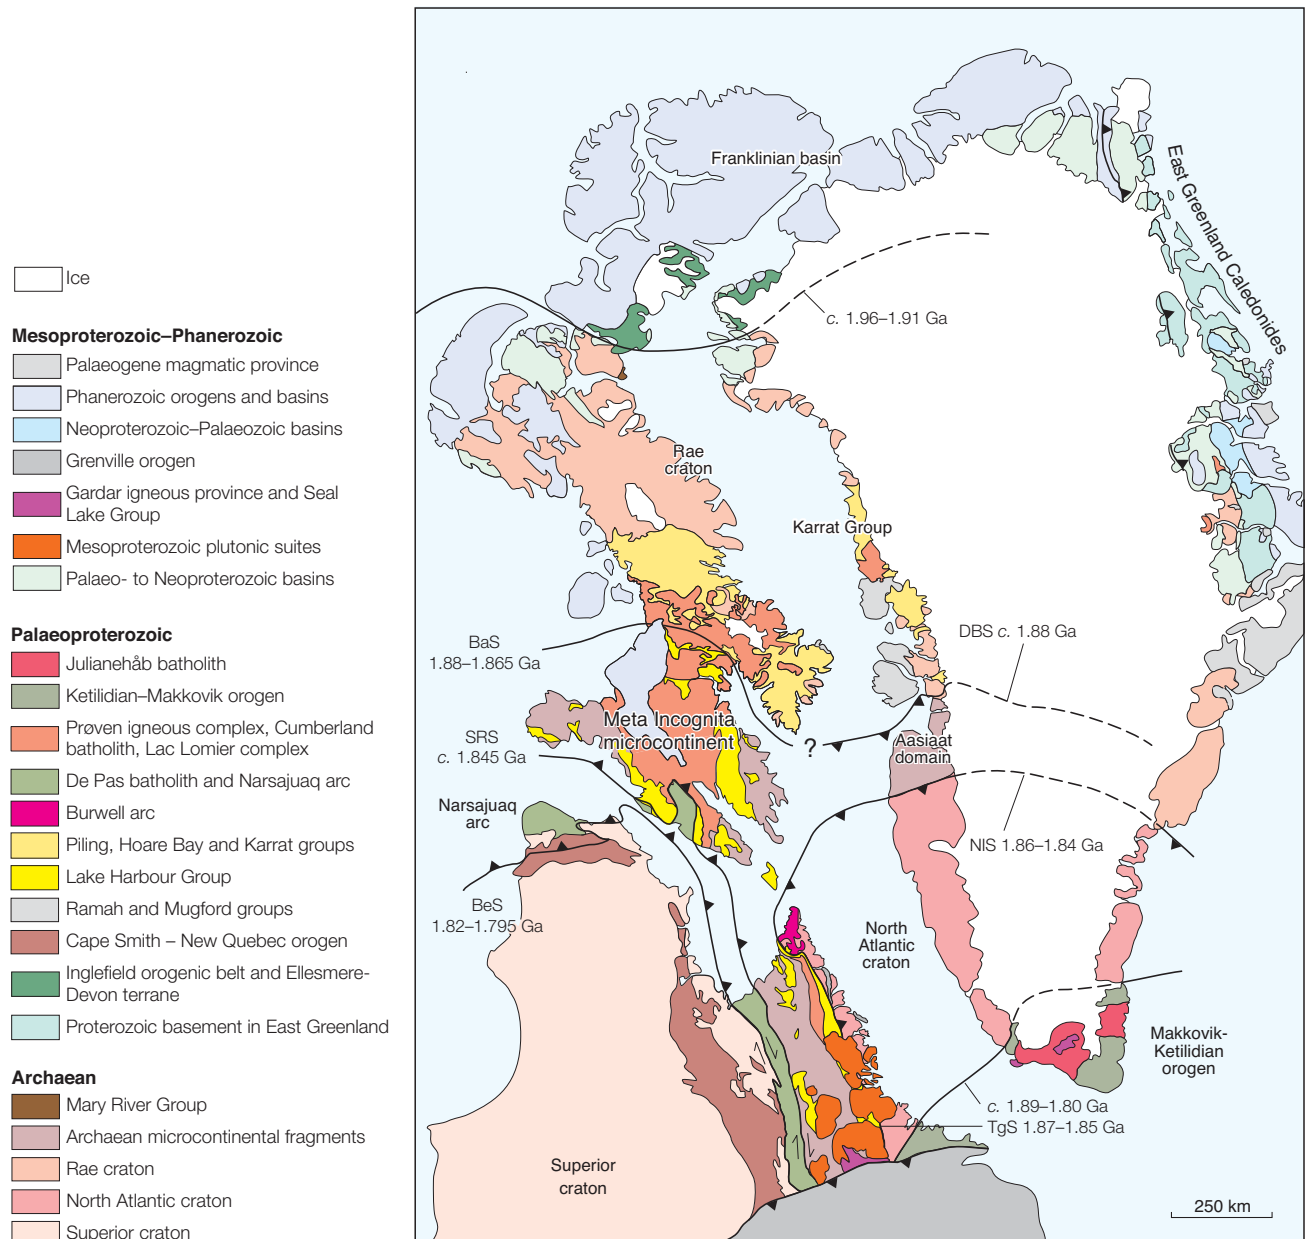 Ice
Mesoproterozoic–Phanerozoic
Palaeogene magmatic province
Phanerozoic orogens and basins
Neoproterozoic–Palaeozoic basins
Grenville orogen
Gardar igneous province and Seal
Lake Group
Mesoproterozoic plutonic suites
Palaeo- to Neoproterozoic basins
Palaeoproterozoic
Julianehåb batholith
Ketilidian–Makkovik orogen
Prøven igneous complex, Cumberland
batholith, Lac Lomier complex
De Pas batholith and Narsajuaq arc
Burwell arc
Piling, Hoare Bay and Karrat groups
Lake Harbour Group
Ramah and Mugford groups
Cape Smith – New Quebec orogen
Inglefield orogenic belt and Ellesmere-
Devon terrane
Proterozoic basement in East Greenland
Archaean
Mary River Group
Archaean microcontinental fragments
Rae craton
North Atlantic craton
Superior craton
Franklinian basin
East Greenland Caledonides
c. 1.96–1.91 Ga
Rae
craton
Karrat Group
BaS
1.88–1.865 Ga
DBS c. 1.88 Ga
Meta Incognita
microcontinent
SRS
c. 1.845 Ga
?
Aasiaat
domain
Narsajuaq
arc
NIS 1.86–1.84 Ga
BeS
1.82–1.795 Ga
North
Atlantic
craton
Makkovik-
Ketilidian
orogen
c. 1.89–1.80 Ga
TgS 1.87–1.85 Ga
Superior
craton
250 km